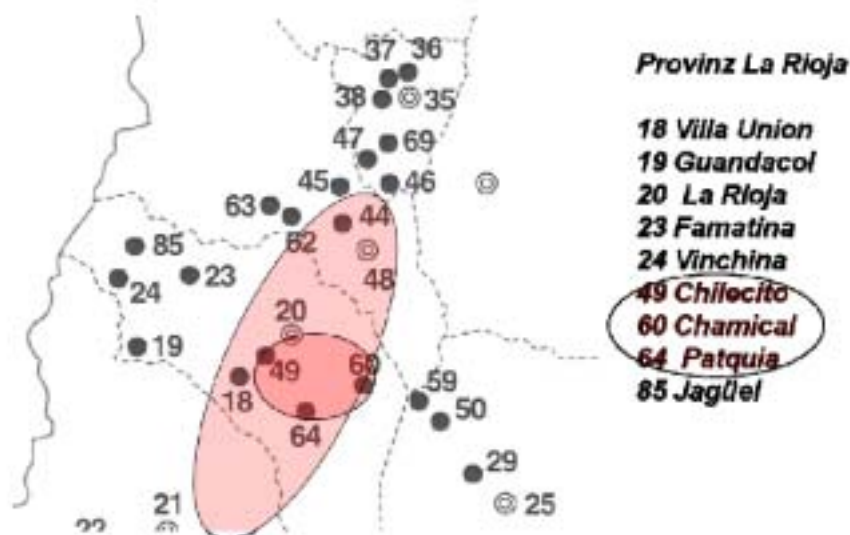 37 36
38 35
47 69
45 46
63 62 44
85 48
24 23
20
19 49 60
18 59
64 50
29
21 25
Provinz La Rioja
18 Villa Union
19 Guandacol
20 La Rioja
23 Famatina
24 Vinchina
49 Chilecito
60 Chamical
64 Patquia
85 Jagüel